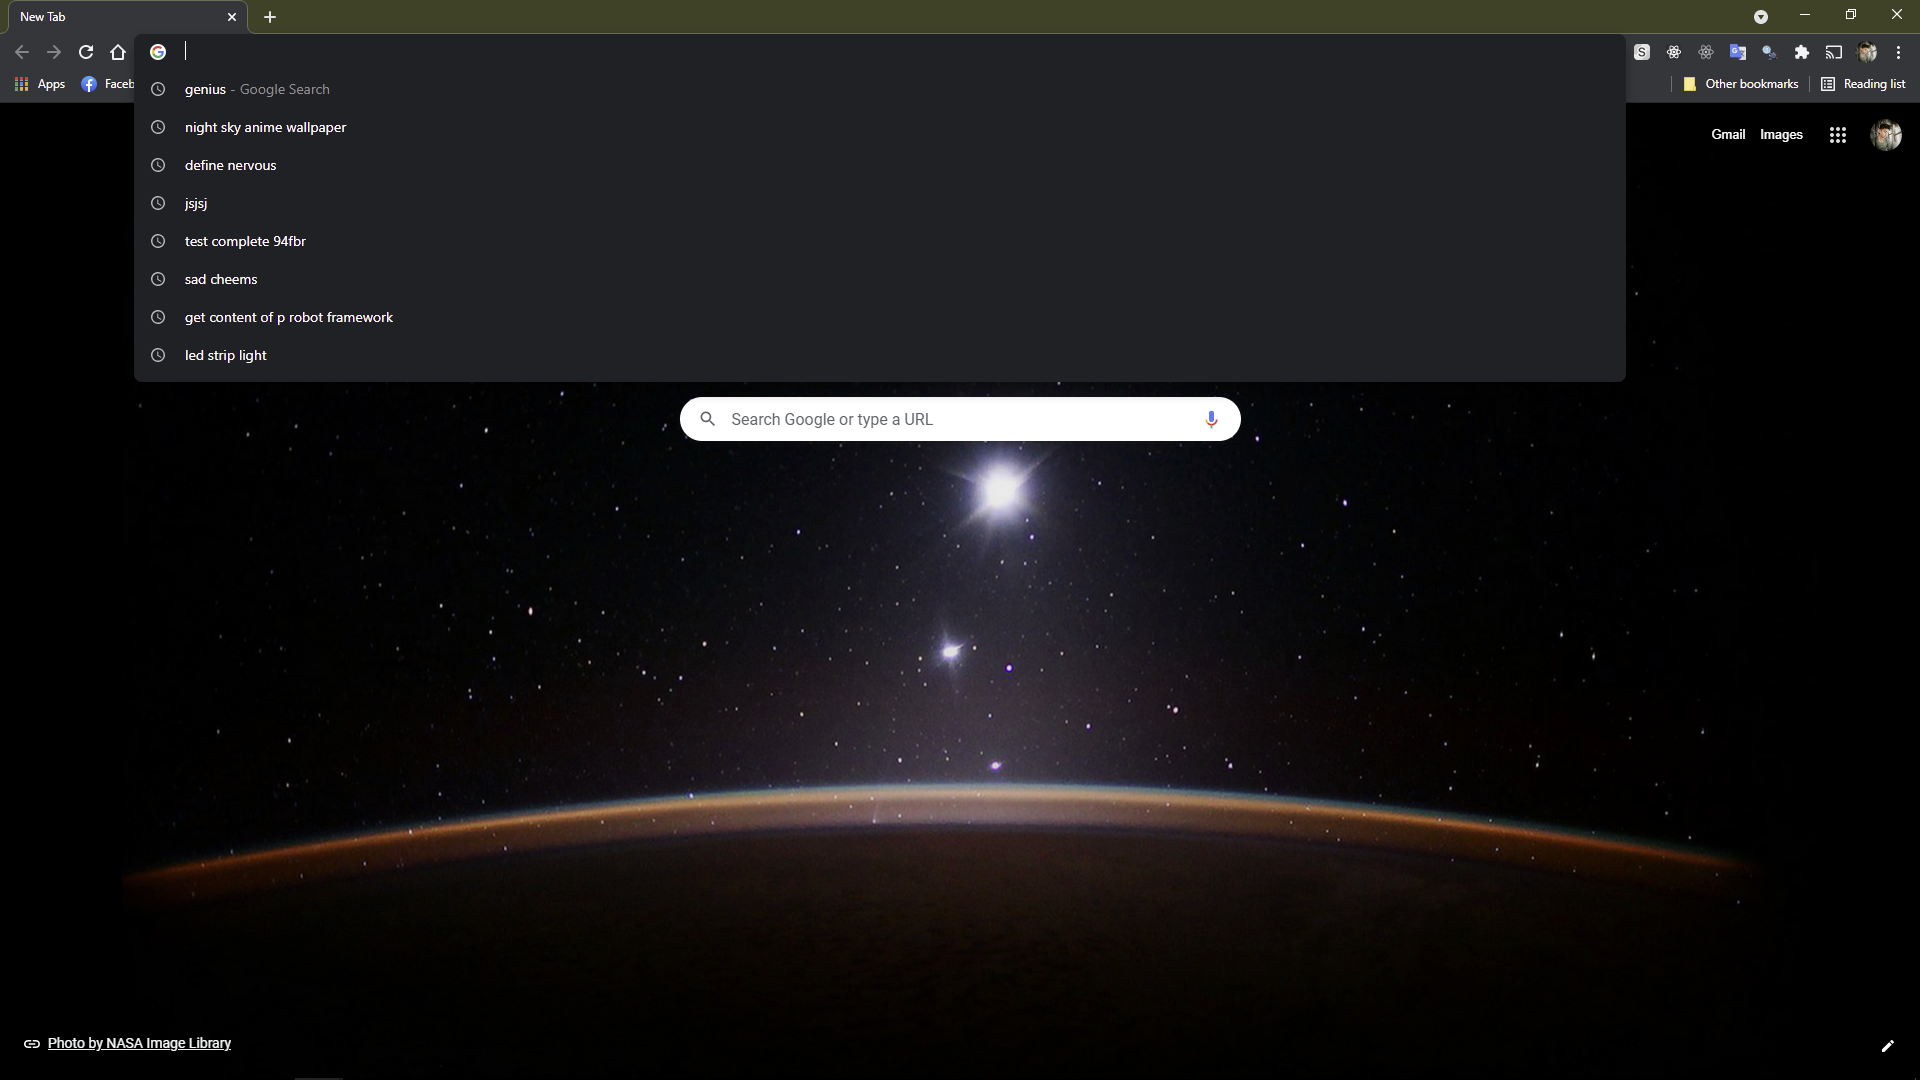 New Tab
Apps
Faceb
Other bookmarks
Reading list
genius - Google Search
night sky anime wallpaper
define nervous
jsjsj
test complete 94fbr
sad cheems
get content of p robot framework
led strip light
Gmail
Images
Search Google or type a URL
Photo by NASA Image Library